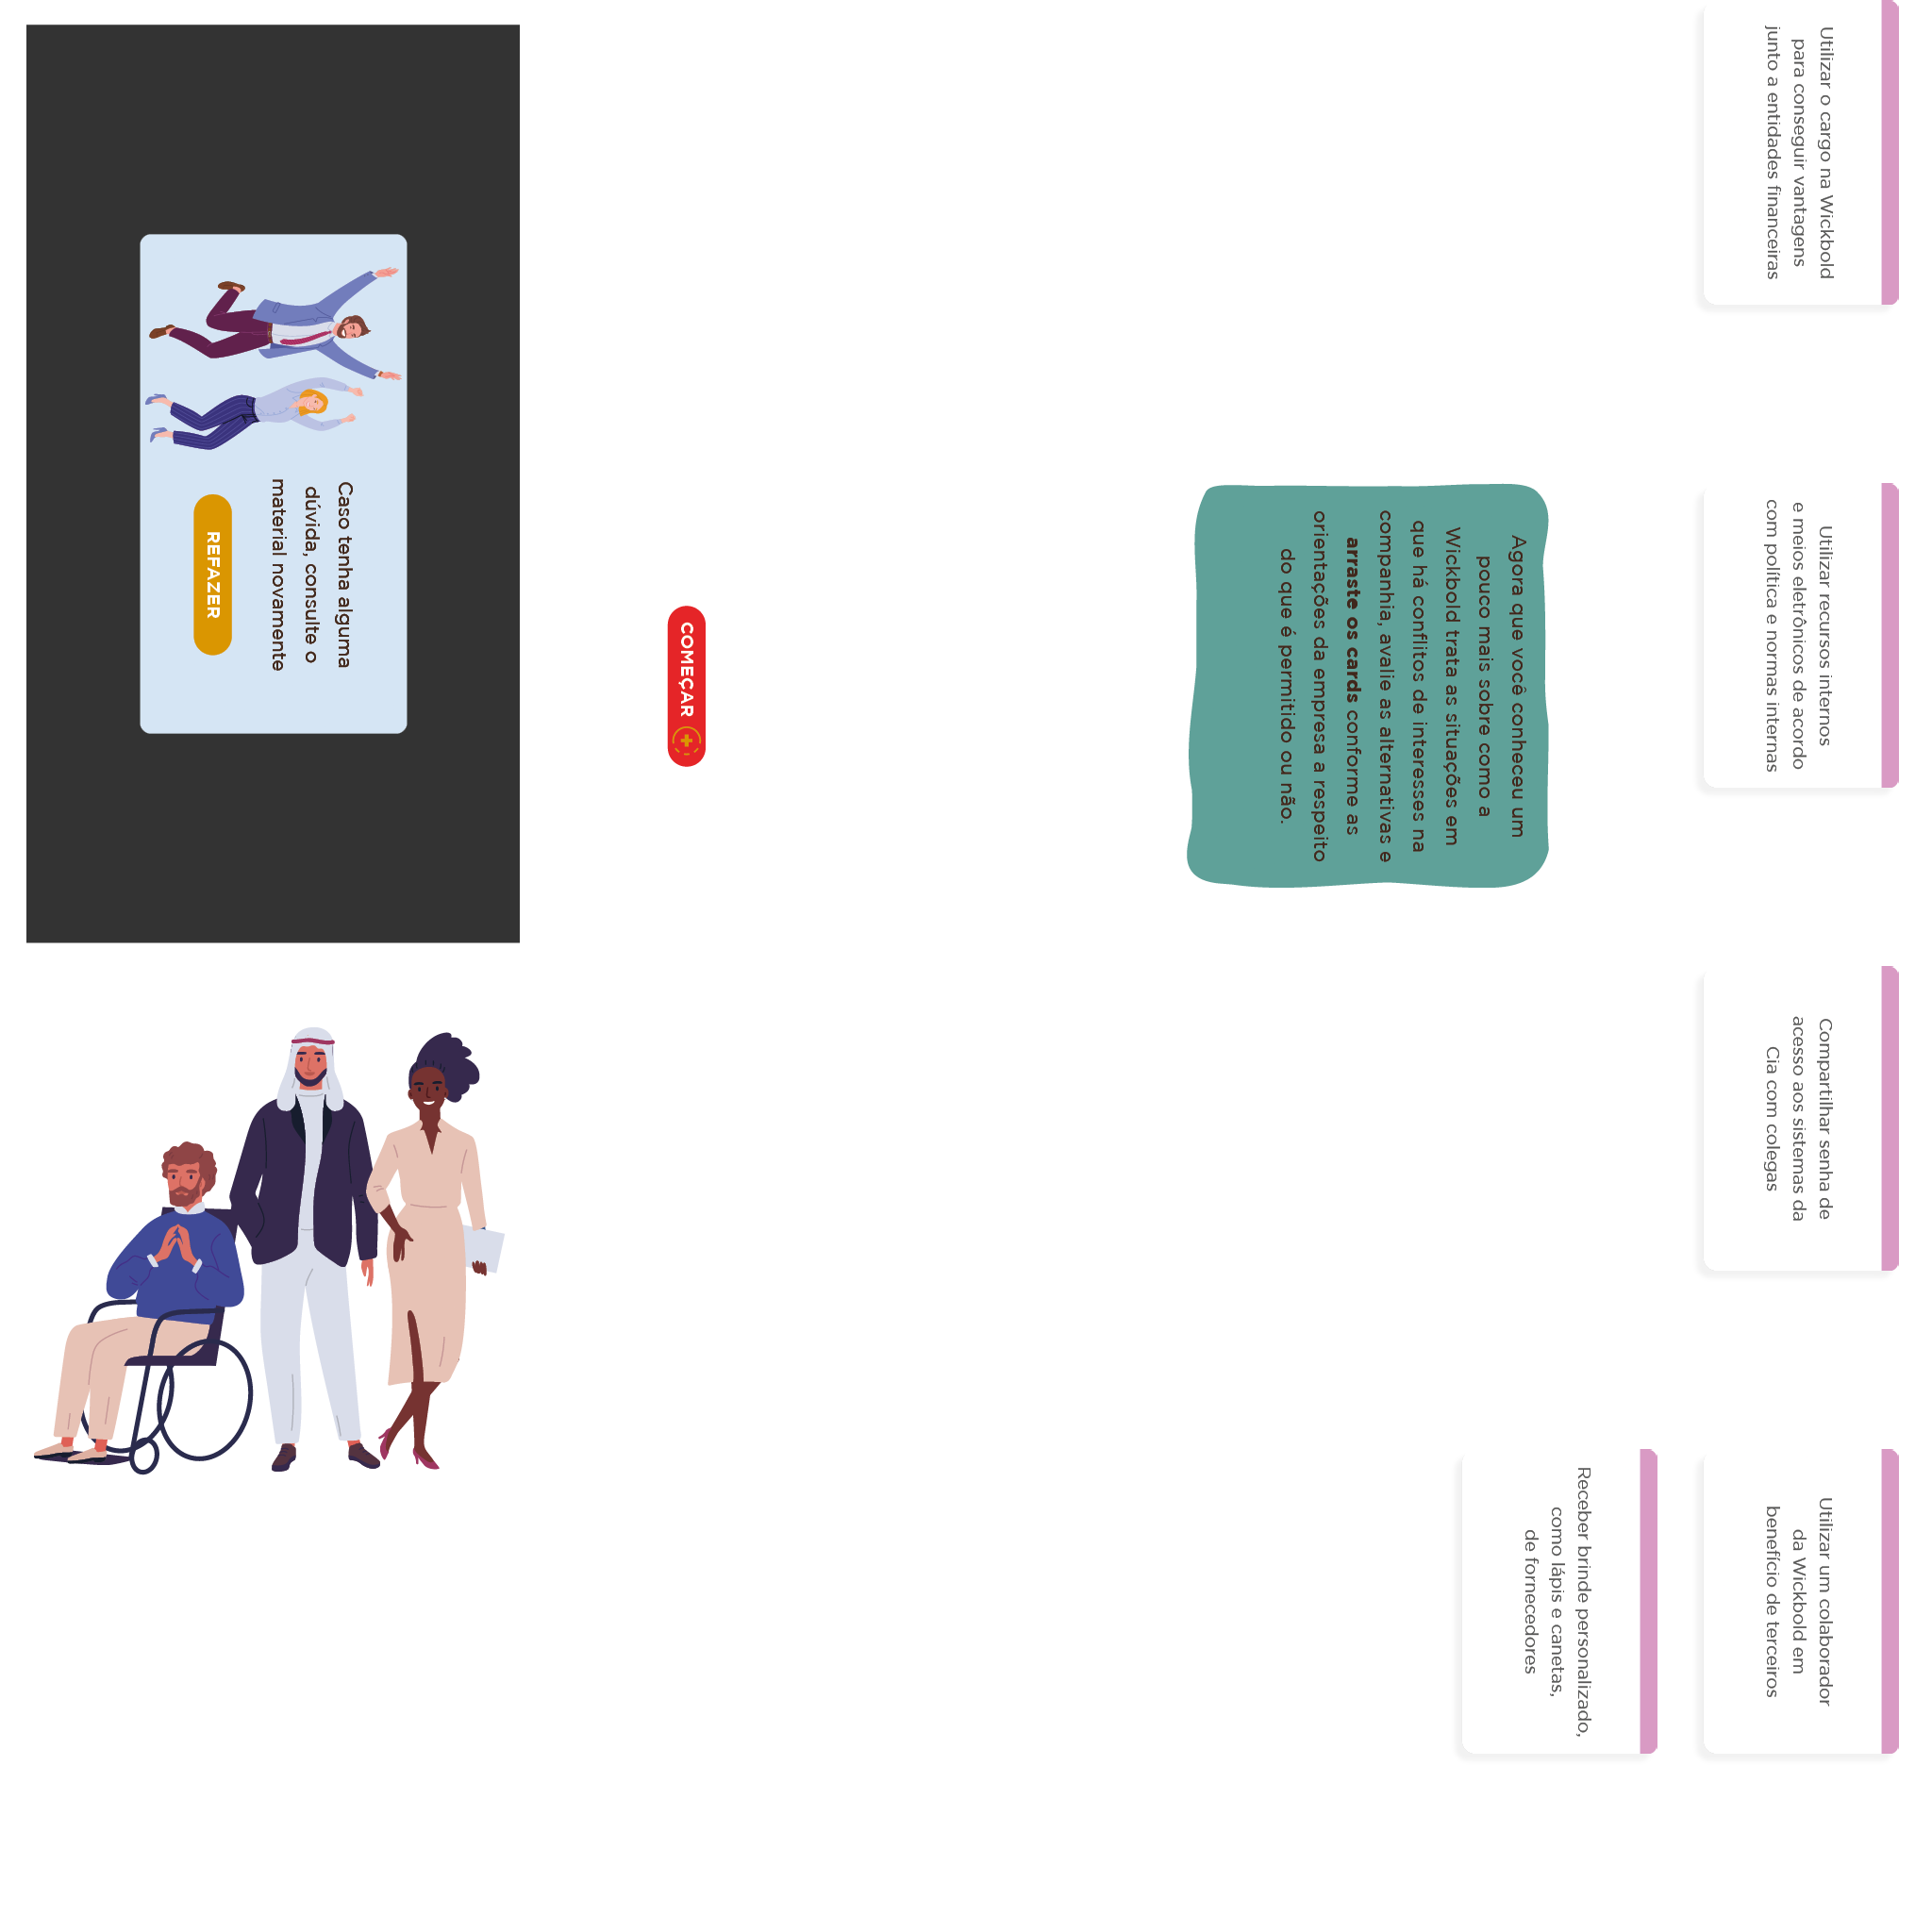 Utilizar o cargo na Wickbold
para conseguir vantagens
junto a entidades financeiras
Utilizar recursos internos
e meios eletrônicos de acordo
com política e normas internas
Compartilhar senha de
acesso aos sistemas da
Cia com colegas
Utilizar um colaborador
da Wickbold em
benefício de terceiros
Receber brinde personalizado,
como lápis e canetas,
de fornecedores
Agora que você conheceu um
pouco mais sobre como a
Wickbold trata as situações em
que há conflitos de interesses na
companhia, avalie as alternativas e
arraste os cards conforme as
orientações da empresa a respeito
do que é permitido ou não.
COMEÇAR
Caso tenha alguma
dúvida, consulte o
material novamente
REFAZER